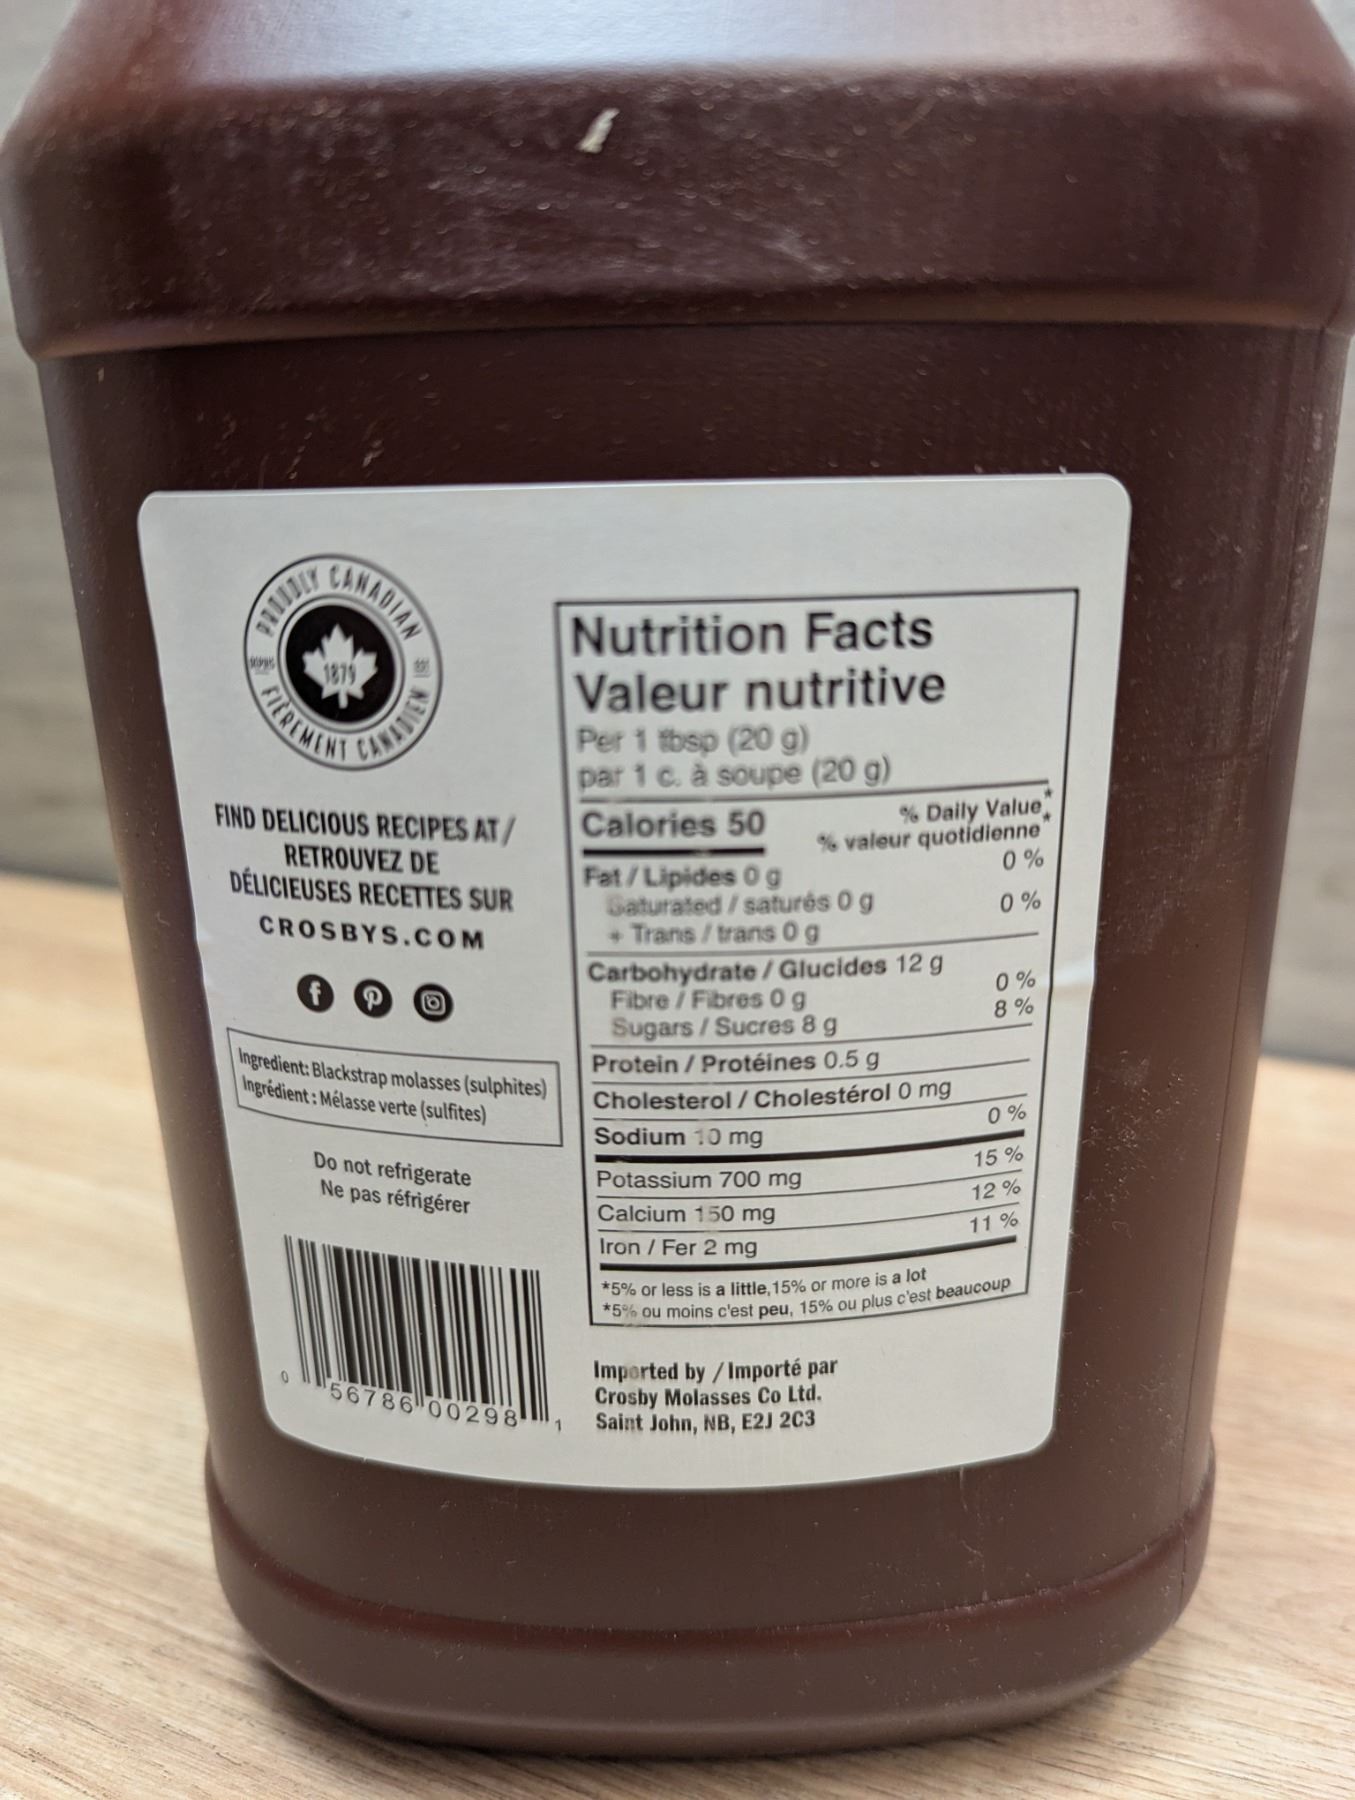 PROUDLY CANADIAN
DEPUIS 1879 EST
FIÈREMENT CANADIEN
FIND DELICIOUS RECIPES AT /
RETROUVEZ DE
DÉLICIEUSES RECETTES SUR
CROSBYS.COM
Ingredient: Blackstrap molasses (sulphites)
Ingrédient : Mélasse verte (sulfites)
Do not refrigerate
Ne pas réfrigérer
0 56786 00298 1
Nutrition Facts
Valeur nutritive
Per 1 tbsp (20 g)
par 1 c. à soupe (20 g)
Calories 50 % Daily Value*
% valeur quotidienne*
Fat / Lipides 0 g 0 %
Saturated / saturés 0 g 0 %
+ Trans / trans 0 g
Carbohydrate / Glucides 12 g
Fibre / Fibres 0 g 0 %
Sugars / Sucres 8 g 8 %
Protein / Protéines 0.5 g
Cholesterol / Cholestérol 0 mg
Sodium 10 mg 0 %
Potassium 700 mg 15 %
Calcium 150 mg 12 %
Iron / Fer 2 mg 11 %
*5% or less is a little, 15% or more is a lot
*5% ou moins c'est peu, 15% ou plus c'est beaucoup
Imported by / Importé par
Crosby Molasses Co Ltd.
Saint John, NB, E2J 2C3